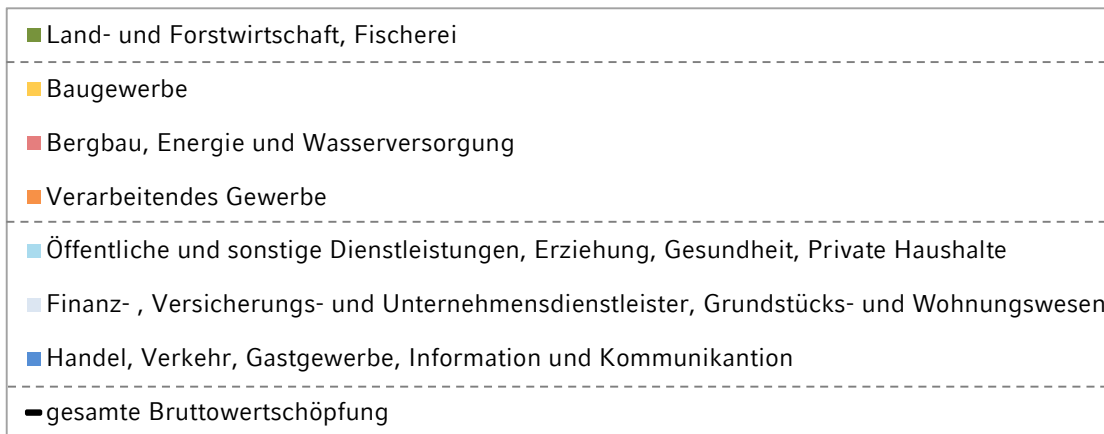 Land- und Forstwirtschaft, Fischerei
Baugewerbe
Bergbau, Energie und Wasserversorgung
Verarbeitendes Gewerbe
Öffentliche und sonstige Dienstleistungen, Erziehung, Gesundheit, Private Haushalte
Finanz- , Versicherungs- und Unternehmensdienstleister, Grundstücks- und Wohnungswesen
Handel, Verkehr, Gastgewerbe, Information und Kommunikantion
gesamte Bruttowertschöpfung